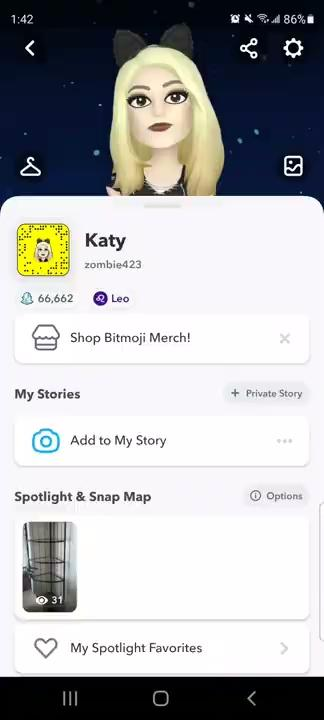 1:42
86%
Katy
zombie423
66,662
Leo
Shop Bitmoji Merch!
My Stories
+ Private Story
Add to My Story
Spotlight & Snap Map
Options
31
My Spotlight Favorites